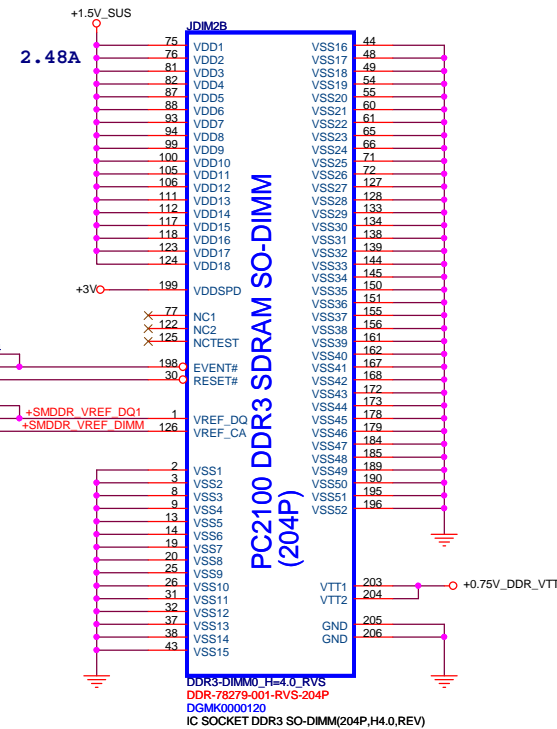 +1.5V_SUS
JDIM2B
2.48A
75 VDD1 VSS16 44
76 VDD2 VSS17 48
81 VDD3 VSS18 49
82 VDD4 VSS19 54
87 VDD5 VSS20 55
88 VDD6 VSS21 60
93 VDD7 VSS22 61
94 VDD8 VSS23 65
99 VDD9 VSS24 66
100 VDD10 VSS25 71
105 VDD11 VSS26 72
106 VDD12 VSS27 127
111 VDD13 VSS28 128
112 VDD14 VSS29 133
117 VDD15 VSS30 134
118 VDD16 VSS31 138
123 VDD17 VSS32 139
124 VDD18 VSS33 144
VSS34 145
+3V 199 VDDSPD VSS35 150
VSS36 151
77 NC1 VSS37 155
122 NC2 VSS38 156
125 NCTEST VSS39 161
VSS40 162
198 EVENT# VSS41 167
30 RESET# VSS42 168
VSS43 172
VSS44 173
+SMDDR_VREF_DQ1 1 VREF_DQ VSS45 178
+SMDDR_VREF_DIMM 126 VREF_CA VSS46 179
VSS47 184
VSS48 185
2 VSS1 VSS49 189
3 VSS2 VSS50 190
8 VSS3 VSS51 195
9 VSS4 VSS52 196
13 VSS5
14 VSS6
19 VSS7
20 VSS8
25 VSS9
26 VSS10 VTT1 203 +0.75V_DDR_VTT
31 VSS11 VTT2 204
32 VSS12
37 VSS13 GND 205
38 VSS14 GND 206
43 VSS15
PC2100 DDR3 SDRAM SO-DIMM
(204P)
DDR3-DIMM0_H=4.0_RVS
DDR-78279-001-RVS-204P
DGMK0000120
IC SOCKET DDR3 SO-DIMM(204P,H4.0,REV)